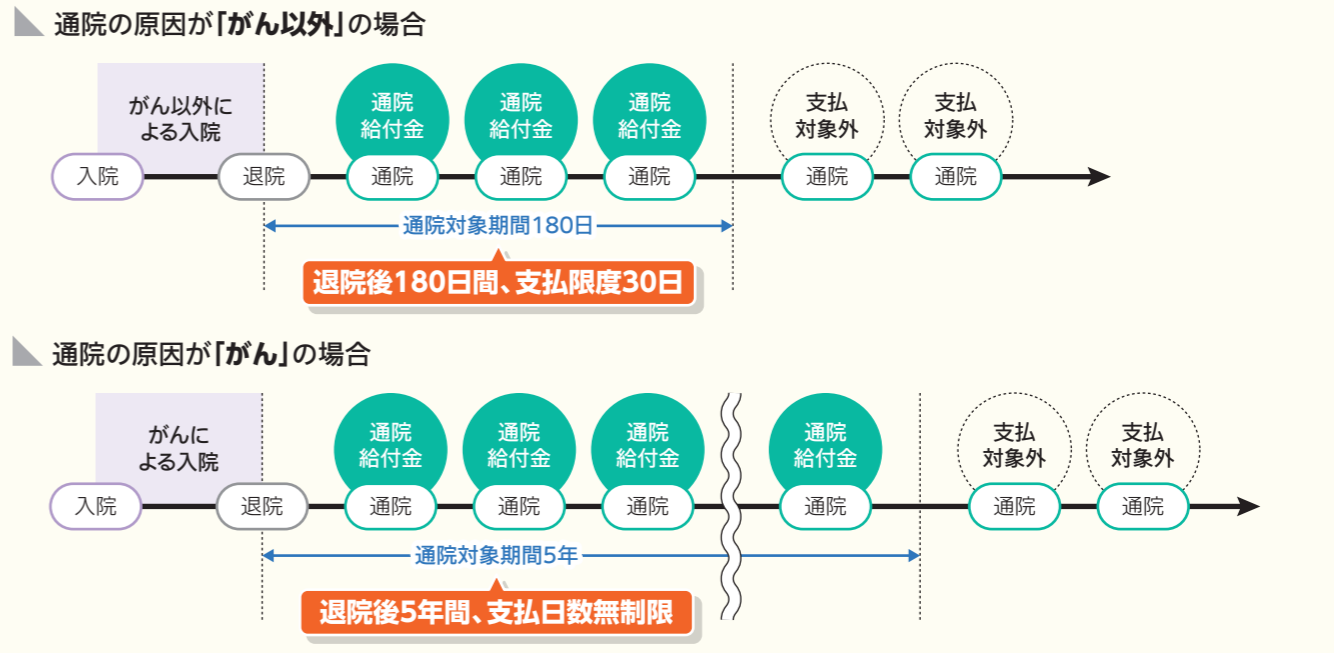 通院の原因が「がん以外」の場合
がん以外に
よる入院
通院
給付金
通院
給付金
通院
給付金
支払
対象外
支払
対象外
入院
退院
通院
通院
通院
通院
通院
通院対象期間180日
退院後180日間、支払限度30日
通院の原因が「がん」の場合
がんに
よる入院
通院
給付金
通院
給付金
通院
給付金
通院
給付金
支払
対象外
支払
対象外
入院
退院
通院
通院
通院
通院
通院
通院
通院対象期間5年
退院後5年間、支払日数無制限